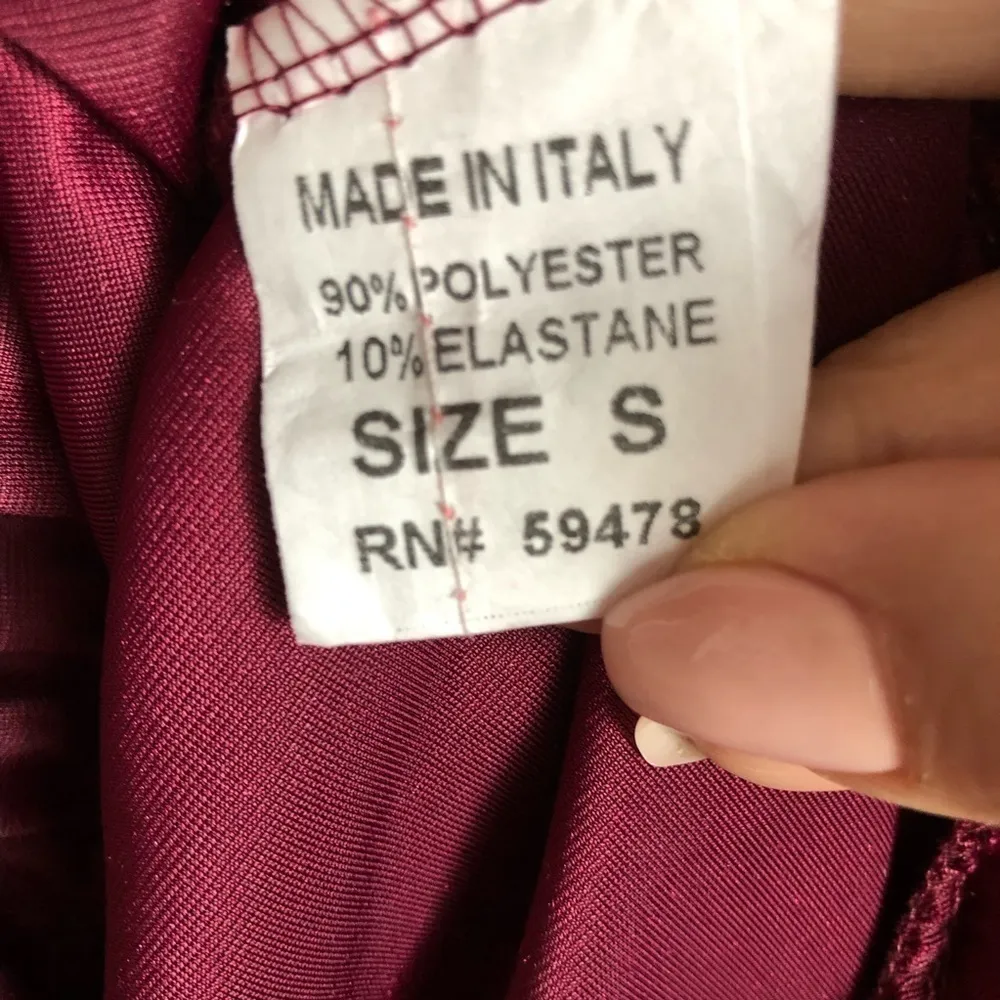 MADE IN ITALY
90% POLYESTER
10% ELASTANE
SIZE S
RN# 59478